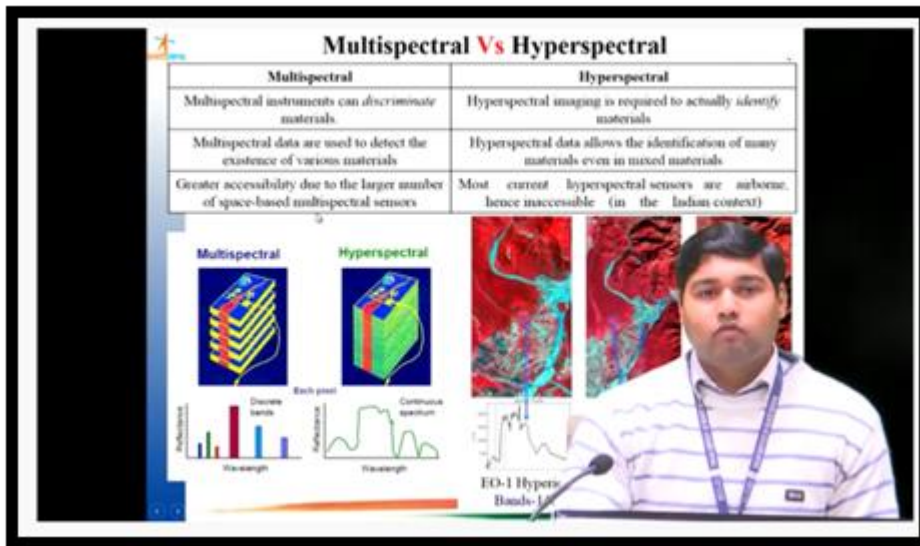 Multispectral Vs Hyperspectral
Multispectral
Hyperspectral
Multispectral instruments can discriminate
materials.
Hyperspectral imaging is required to actually identify
materials
Multispectral data are used to detect the
existence of various materials
Hyperspectral data allows the identification of many
materials even in mixed materials
Greater accessibility due to the larger number
of space-based multispectral sensors
Most current hyperspectral sensors are airborne,
hence inaccessible (in the Indian context)
Multispectral
Hyperspectral
Each pixel
Discrete
bands
Reflectance
Wavelength
Continuous
spectrum
Reflectance
Wavelength
EO-1
Bands